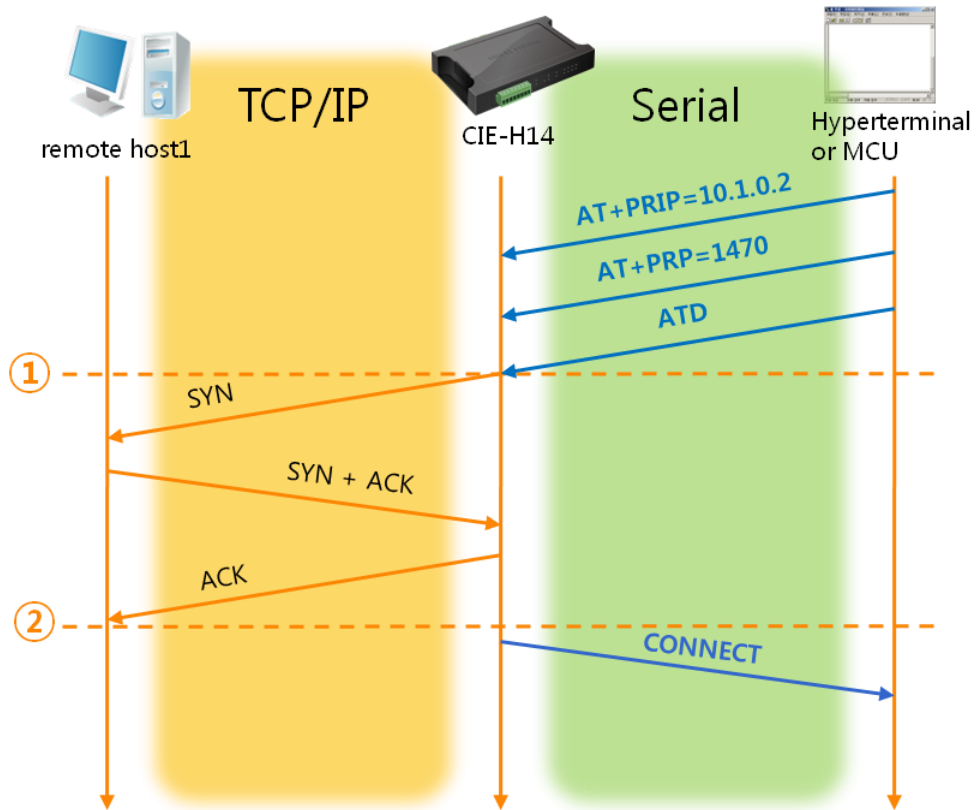 TCP/IP
Serial
remote host1
CIE-H14
Hyperterminal
or MCU
AT+PRIP=10.1.0.2
AT+PRP=1470
ATD
①
SYN
SYN + ACK
ACK
②
CONNECT